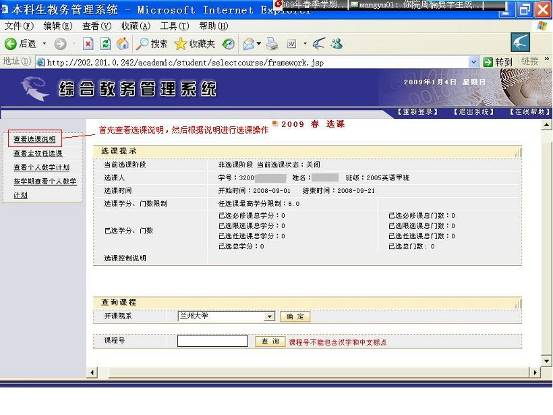 本科生教务管理系统 - Microsoft Internet Explorer
2009年春季学期
文件(F) 编辑(E) 查看(V) 收藏(A) 工具(T) 帮助(H)
后退 搜索 收藏夹
地址(D) http://202.201.0.242/academic/student/selectcourse/framework.jsp 转到 链接
综合教务管理系统
2009年1月4日 星期日
【重新登录】 【退出系统】 【在线帮助】
查看选课说明
查看全校任选课
查看个人教学计划
按学期查看个人教学
计划
首先查看选课说明，然后根据说明进行选课操作
2009 春 选课
选课提示
当前选课阶段 非选课阶段 当前选课状态：关闭
选课人 学号：3200 姓名： 班级：2005英语甲班
选课时间 开始时间：2008-09-01 结束时间：2008-09-21
选课学分、门数限制 任选课最高学分限制：6.0
已选学分、门数
已选必修课总学分：0 已选必修课总门数：0
已选限选课总学分：0 已选限选课总门数：0
已选任选课总学分：0 已选任选课总门数：0
已选总学分：0 已选总门数：0
选课控制说明
查询课程
开课院系 兰州大学 确 定
课程号 查 询 课程号不能包含汉字和中文标点